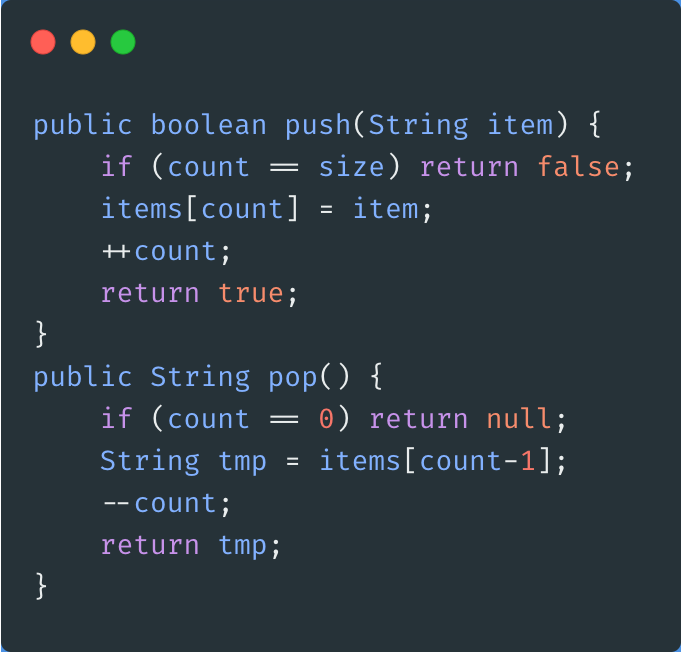 public boolean push(String item) {
    if (count == size) return false;
    items[count] = item;
    ++count;
    return true;
}
public String pop() {
    if (count == 0) return null;
    String tmp = items[count-1];
    --count;
    return tmp;
}